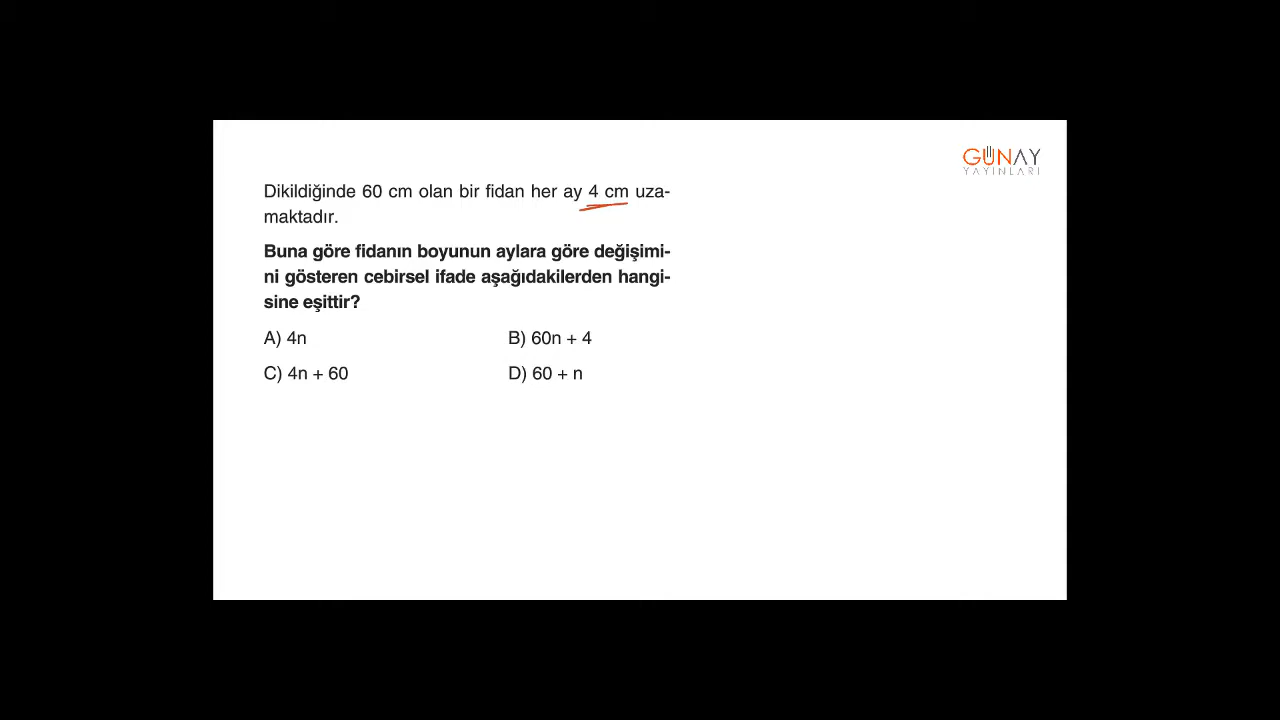 GÜNAY
YAYINLARI
Dikildiğinde 60 cm olan bir fidan her ay 4 cm uza-
maktadır.
Buna göre fidanın boyunun aylara göre değişimi-
ni gösteren cebirsel ifade aşağıdakilerden hangi-
sine eşittir?
A) 4n B) 60n + 4
C) 4n + 60 D) 60 + n